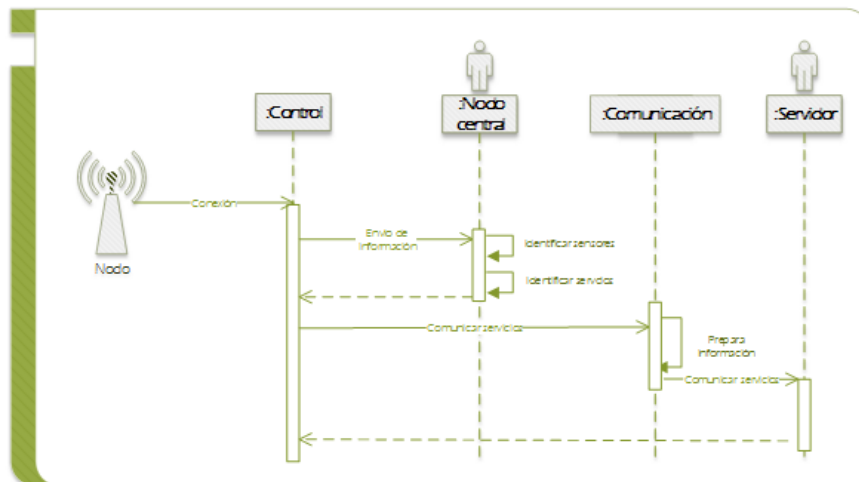 :Control
:Nodo
central
:Comunicación
:Servidor
Nodo
Conexión
Envío de
Información
Identificar sensores
Identificar servicios
Comunicar servicios
Prepara
Información
Comunicar servicios